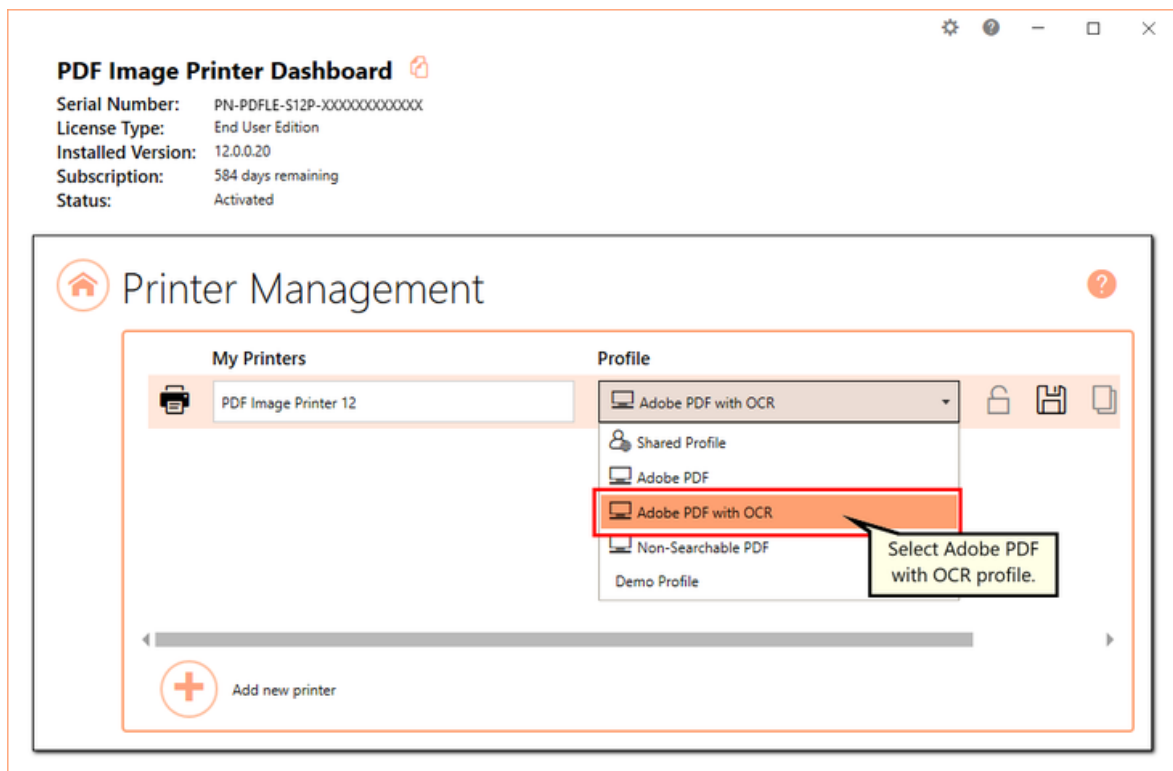 PDF Image Printer Dashboard
Serial Number: PN-PDFLE-S12P-XXXXXXXXXXXX
License Type: End User Edition
Installed Version: 12.0.0.20
Subscription: 584 days remaining
Status: Activated
Printer Management
My Printers Profile
PDF Image Printer 12 Adobe PDF with OCR
Shared Profile
Adobe PDF
Adobe PDF with OCR
Non-Searchable PDF
Demo Profile
Select Adobe PDF
with OCR profile.
Add new printer